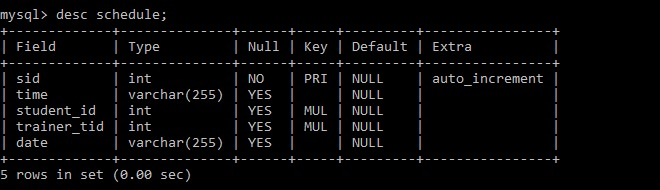 mysql> desc schedule;
+-------------+--------------+------+-----+---------+----------------+
| Field       | Type         | Null | Key | Default | Extra          |
+-------------+--------------+------+-----+---------+----------------+
| sid         | int          | NO   | PRI | NULL    | auto_increment |
| time        | varchar(255) | YES  |     | NULL    |                |
| student_id  | int          | YES  | MUL | NULL    |                |
| trainer_tid | int          | YES  | MUL | NULL    |                |
| date        | varchar(255) | YES  |     | NULL    |                |
+-------------+--------------+------+-----+---------+----------------+
5 rows in set (0.00 sec)